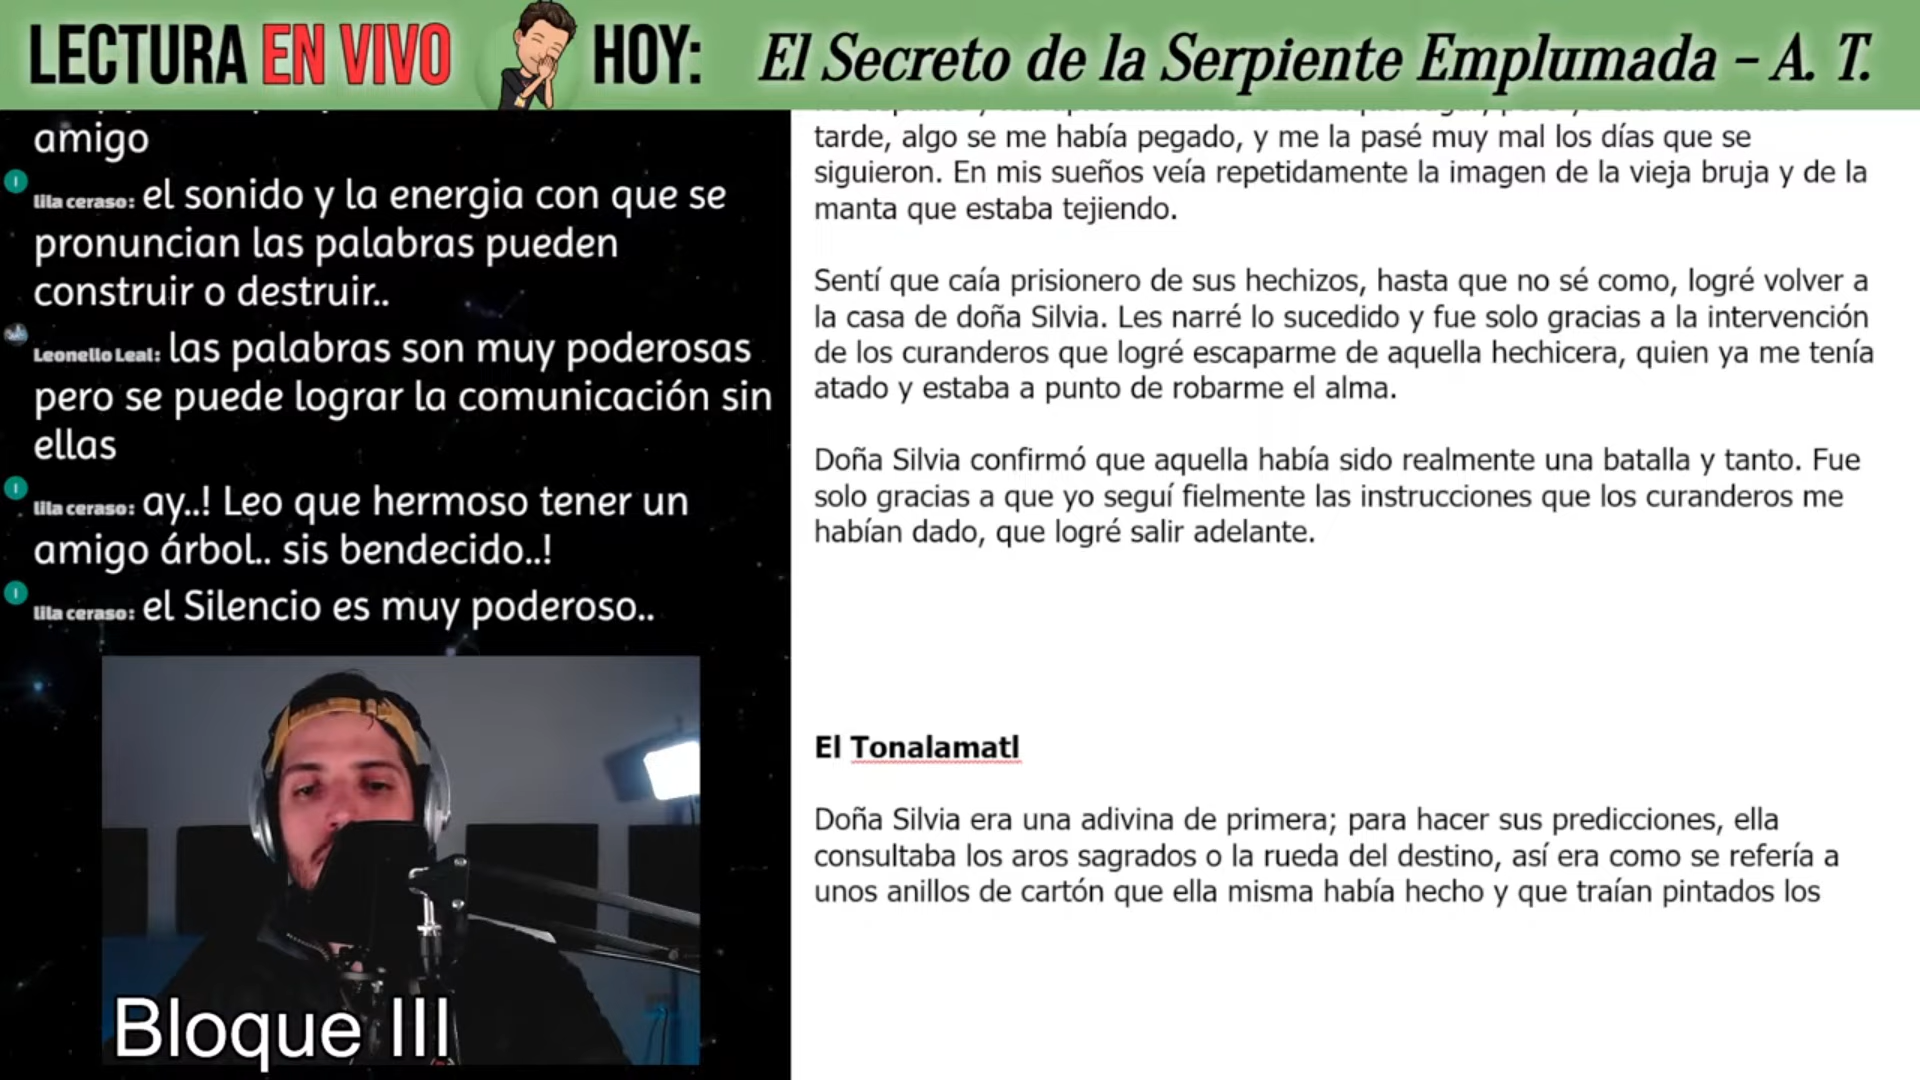 LECTURA EN VIVO HOY: El Secreto de la Serpiente Emplumada - A. T.
amigo
lila ceraso: el sonido y la energia con que se
pronuncian las palabras pueden
construir o destruir..
Leonello Leal: las palabras son muy poderosas
pero se puede lograr la comunicación sin
ellas
lila ceraso: ay..! Leo que hermoso tener un
amigo árbol.. sis bendecido..!
lila ceraso: el Silencio es muy poderoso..
Bloque III
tarde, algo se me había pegado, y me la pasé muy mal los días que se
siguieron. En mis sueños veía repetidamente la imagen de la vieja bruja y de la
manta que estaba tejiendo.
Sentí que caía prisionero de sus hechizos, hasta que no sé como, logré volver a
la casa de doña Silvia. Les narré lo sucedido y fue solo gracias a la intervención
de los curanderos que logré escaparme de aquella hechicera, quien ya me tenía
atado y estaba a punto de robarme el alma.
Doña Silvia confirmó que aquella había sido realmente una batalla y tanto. Fue
solo gracias a que yo seguí fielmente las instrucciones que los curanderos me
habían dado, que logré salir adelante.
El Tonalamatl
Doña Silvia era una adivina de primera; para hacer sus predicciones, ella
consultaba los aros sagrados o la rueda del destino, así era como se refería a
unos anillos de cartón que ella misma había hecho y que traían pintados los